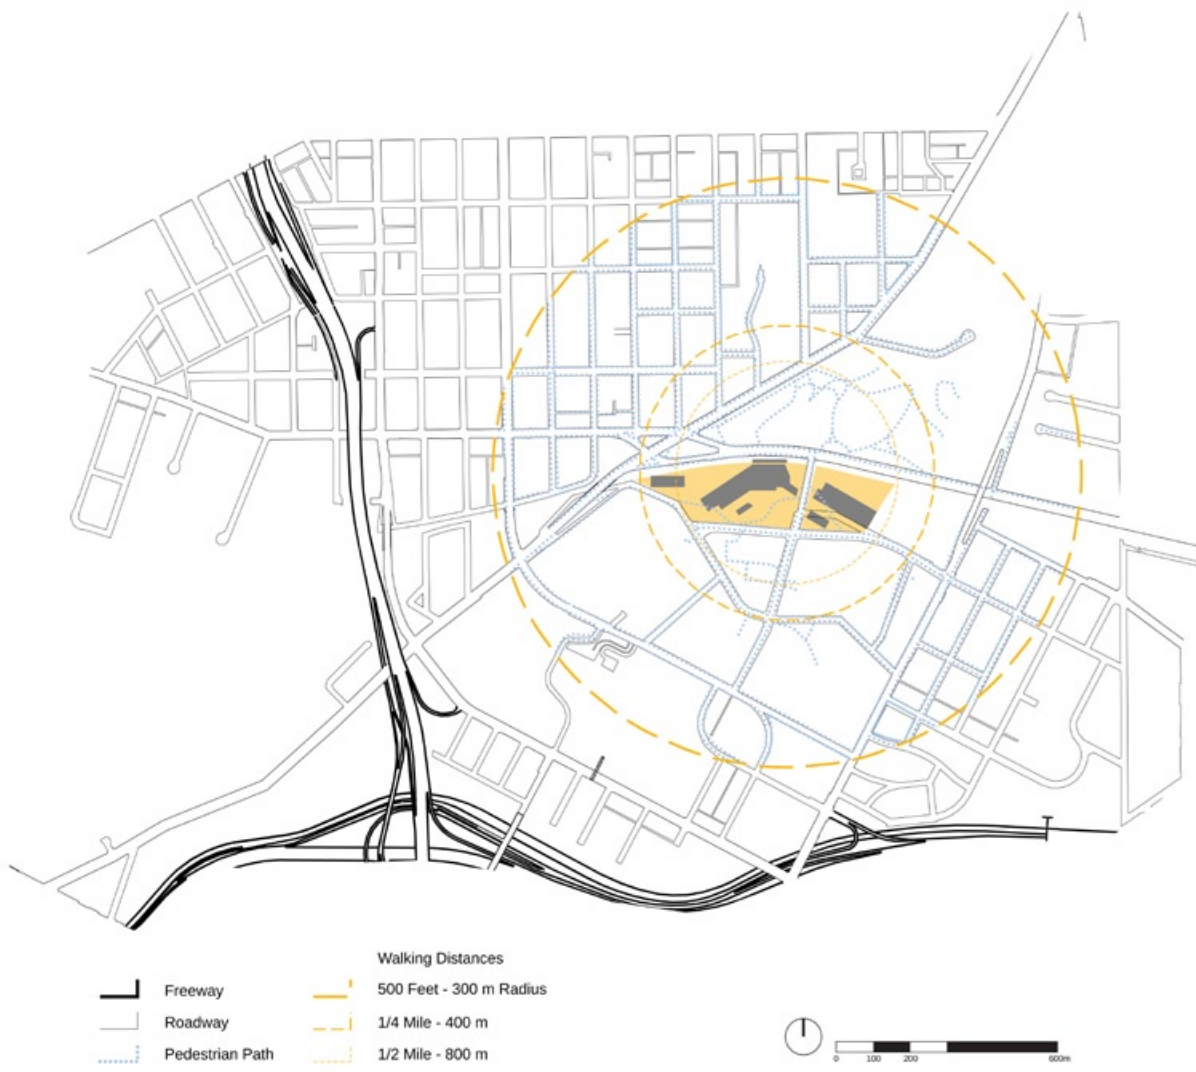 Walking Distances
Freeway
500 Feet - 300 m Radius
Roadway
1/4 Mile - 400 m
Pedestrian Path
1/2 Mile - 800 m
0 100 200 600m